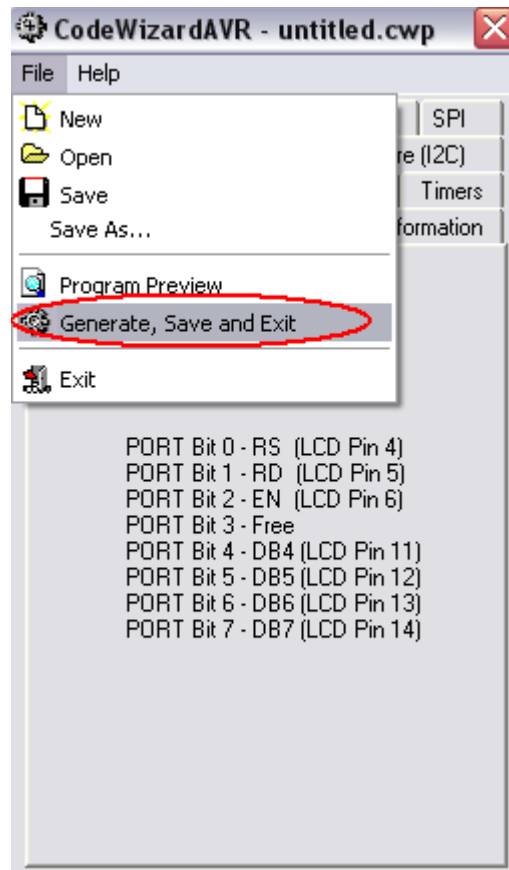 CodeWizardAVR - untitled.cwp
File Help
New
SPI
Open
re (I2C)
Save
Timers
Save As...
formation
Program Preview
Generate, Save and Exit
Exit
PORT Bit 0 - RS (LCD Pin 4)
PORT Bit 1 - RD (LCD Pin 5)
PORT Bit 2 - EN (LCD Pin 6)
PORT Bit 3 - Free
PORT Bit 4 - DB4 (LCD Pin 11)
PORT Bit 5 - DB5 (LCD Pin 12)
PORT Bit 6 - DB6 (LCD Pin 13)
PORT Bit 7 - DB7 (LCD Pin 14)